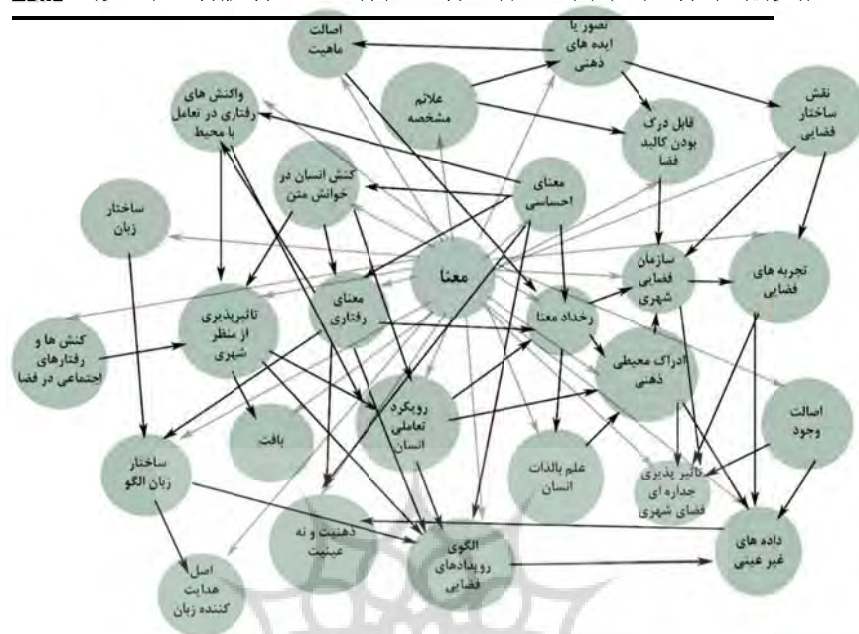 اصالت
ماهیت
تصور یا
ایده های
ذهنی
نقش
ساختار
فضایی
واکنش های
رفتاری در تعامل
با محیط
علائم
مشخصه
قابل درک
بودن کالبد
فضا
کنش انسان در
خوانش متن
معنای
احساسی
ساختار
زبان
معنا
سازمان
فضایی
شهری
تجربه های
فضایی
معنای
رفتاری
رخداد معنا
تاثیرپذیری
از منظر
شهری
کنش ها و
رفتارهای
اجتماعی در فضا
ادراک محیطی
ذهنی
رویکرد
تعاملی
انسان
اصالت
وجود
بافت
ساختار
زبان الگو
علم بالذات
انسان
تاثیر پذیری
جداره ای
فضای شهری
ذهنیت و نه
عینیت
الگوی
رویدادهای
فضایی
داده های
غیر عینی
اصل
هدایت
کننده زبان